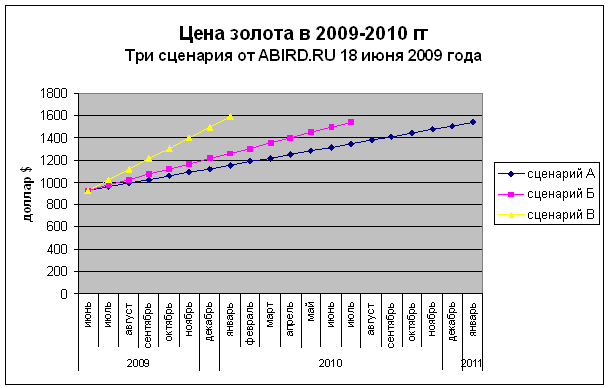 Цена золота в 2009-2010 гг
Три сценария от ABIRD.RU 18 июня 2009 года
доллар $
1800
1600
1400
1200
1000
800
600
400
200
0
июнь
июль
август
сентябрь
октябрь
ноябрь
декабрь
январь
февраль
март
апрель
май
июнь
июль
август
сентябрь
октябрь
ноябрь
декабрь
январь
2009
2010
2011
сценарий А
сценарий Б
сценарий В